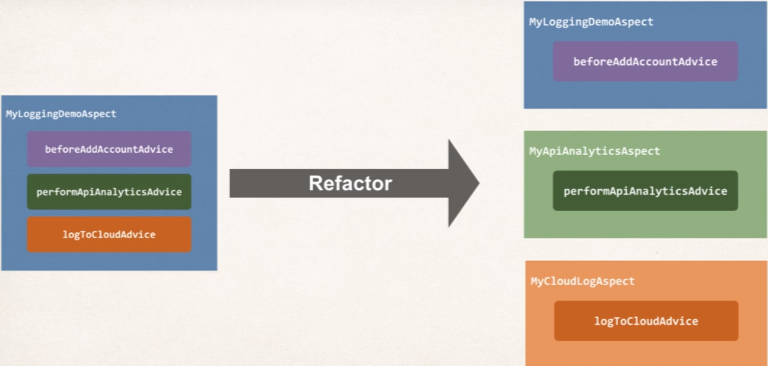 MyLoggingDemoAspect
beforeAddAccountAdvice
performApiAnalyticsAdvice
logToCloudAdvice
Refactor
MyLoggingDemoAspect
beforeAddAccountAdvice
MyApiAnalyticsAspect
performApiAnalyticsAdvice
MyCloudLogAspect
logToCloudAdvice